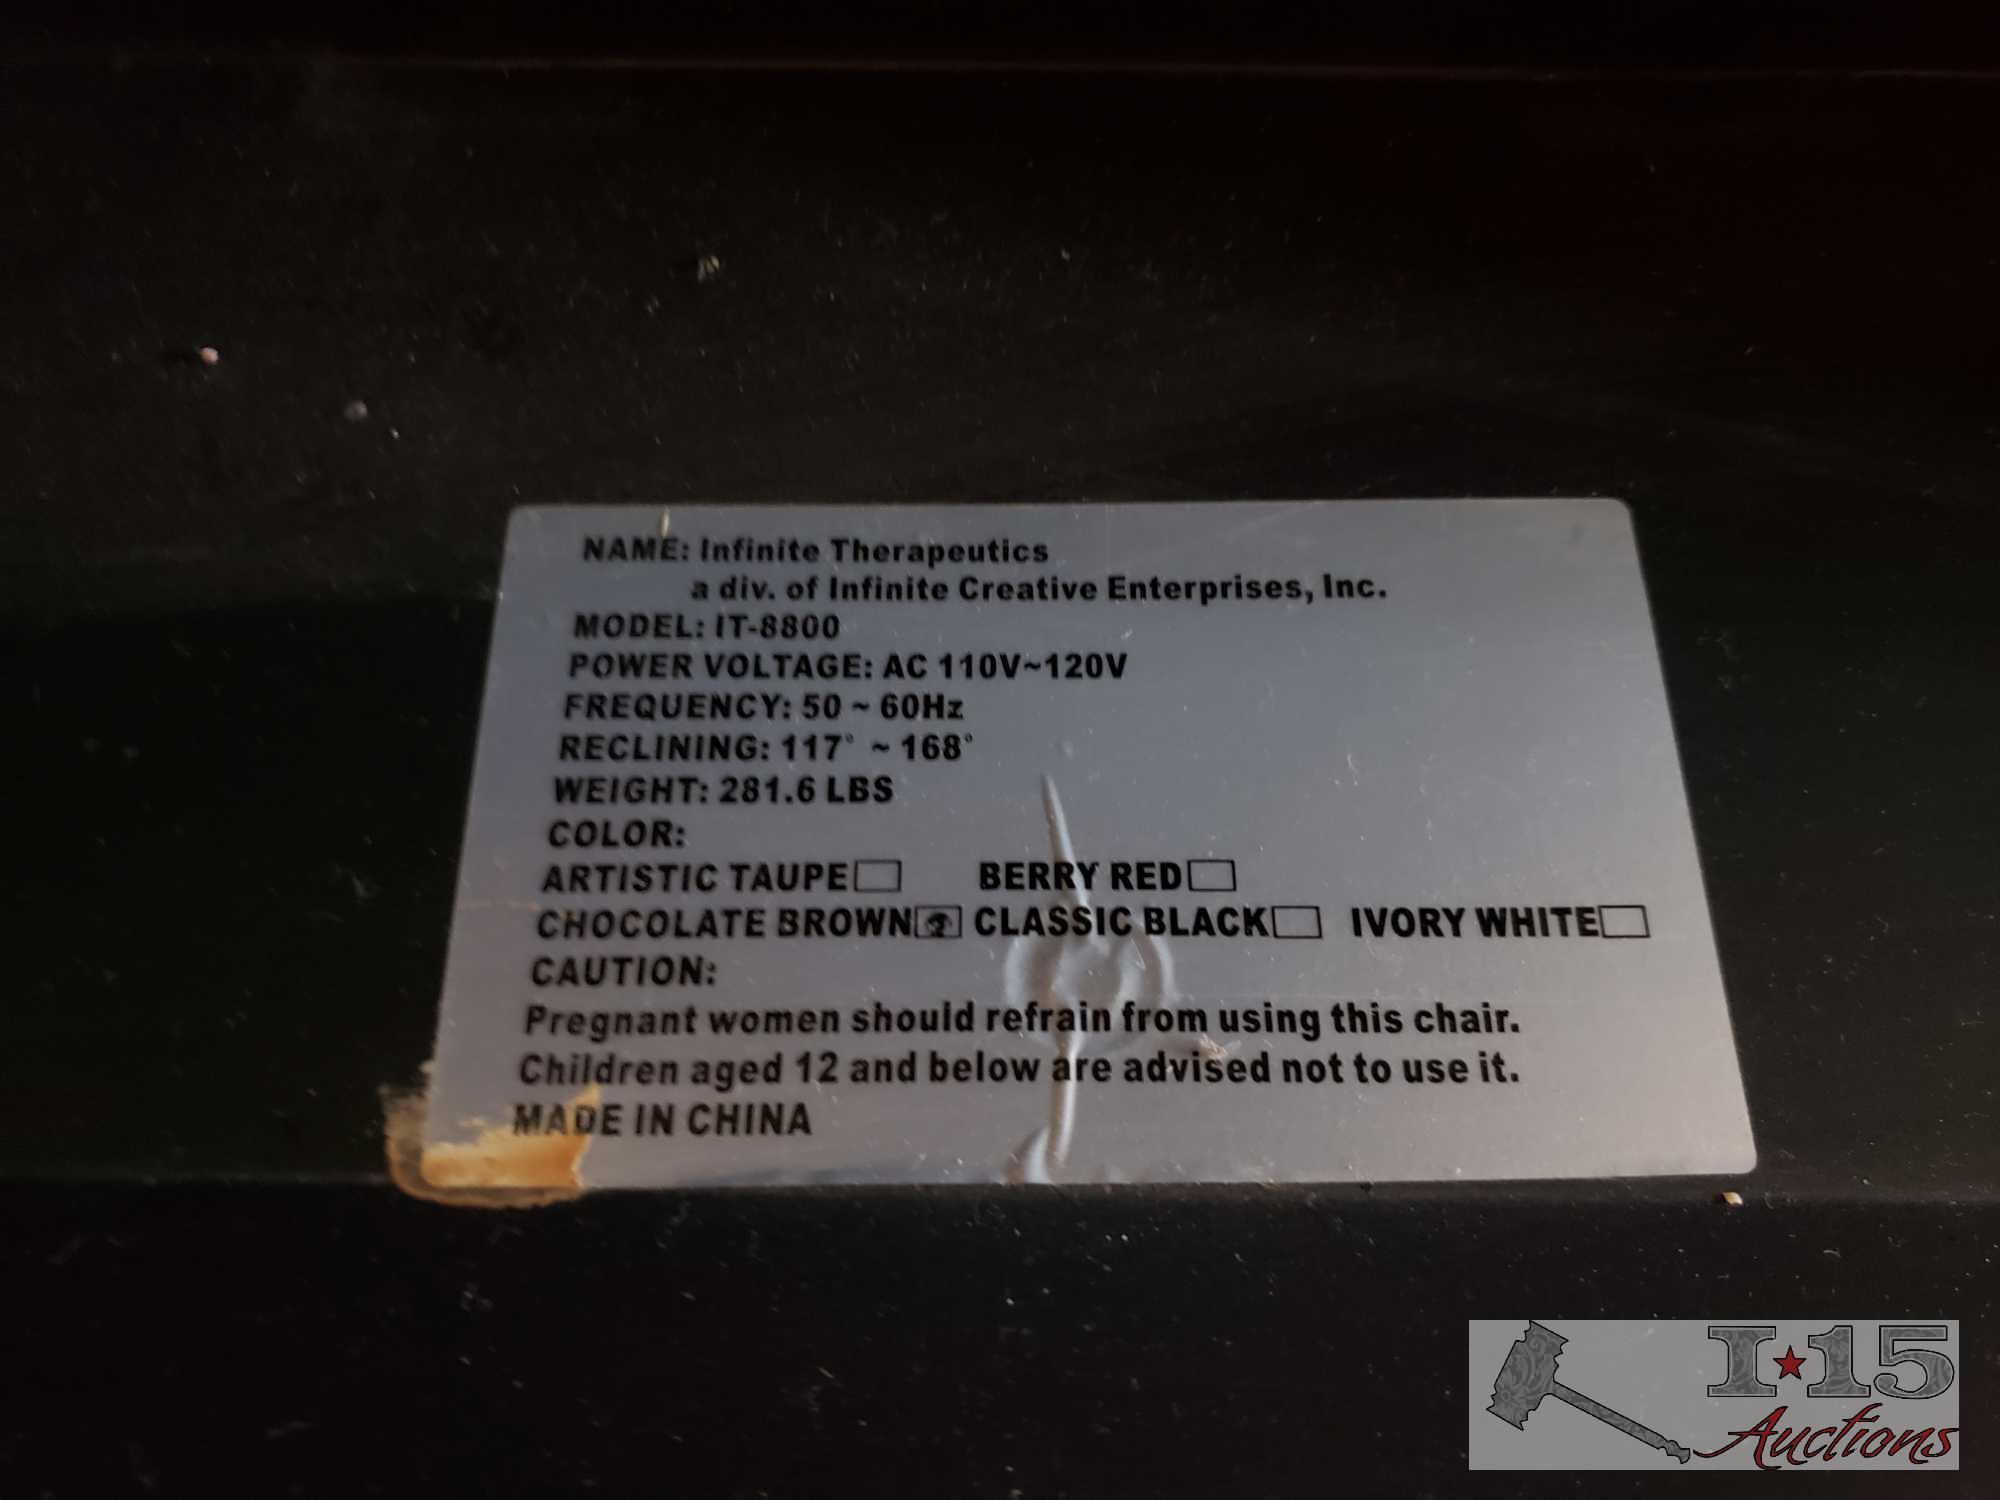 NAME: Infinite Therapeutics
a div. of Infinite Creative Enterprises, Inc.
MODEL: IT-8800
POWER VOLTAGE: AC 110V~120V
FREQUENCY: 50 ~ 60Hz
RECLINING: 117° ~ 168°
WEIGHT: 281.6 LBS
COLOR:
ARTISTIC TAUPE☐ BERRY RED☐
CHOCOLATE BROWN☑ CLASSIC BLACK☐ IVORY WHITE☐
CAUTION:
Pregnant women should refrain from using this chair.
Children aged 12 and below are advised not to use it.
MADE IN CHINA
I★15
Auctions